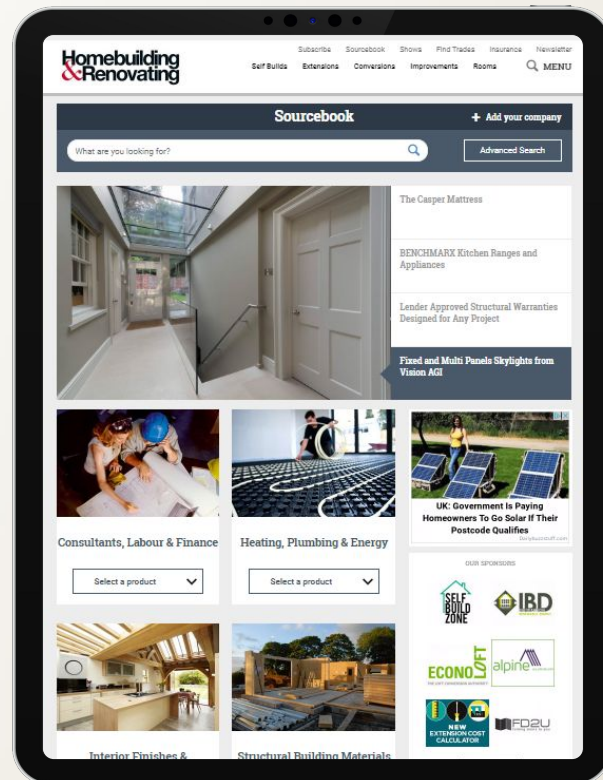 Homebuilding
&Renovating
Subscribe Sourcebook Shows Find Trades Insurance Newsletter
Self Builds Extensions Conversions Improvements Rooms MENU
Sourcebook
+ Add your company
What are you looking for?
Advanced Search
The Casper Mattress
BENCHMARX Kitchen Ranges and
Appliances
Lender Approved Structural Warranties
Designed for Any Project
Fixed and Multi Panels Skylights from
Vision AGI
Consultants, Labour & Finance
Select a product
Heating, Plumbing & Energy
Select a product
UK: Government Is Paying
Homeowners To Go Solar If Their
Postcode Qualifies
Interior Finishes &
Structural Building Materials
OUR SPONSORS
SELF
BUILD
ZONE
IBD
ECONOLOFT
alpine
NEW
EXTENSION COST
CALCULATOR
FD2U